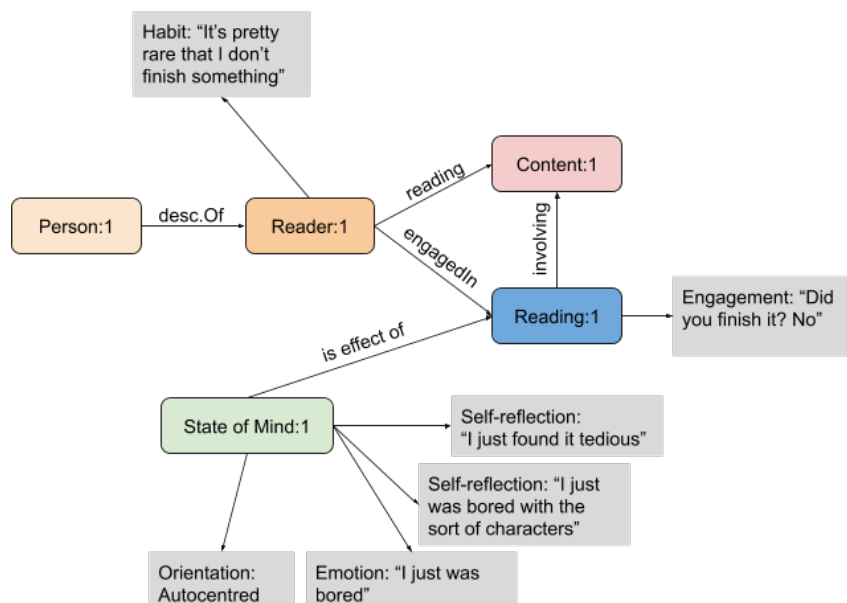 Habit: “It’s pretty
rare that I don’t
finish something”
Content:1
reading
Person:1
desc.Of
Reader:1
engagedIn
involving
Reading:1
Engagement: “Did
you finish it? No”
is effect of
State of Mind:1
Self-reflection:
“I just found it tedious”
Self-reflection: “I just
was bored with the
sort of characters”
Orientation:
Autocentred
Emotion: “I just was
bored”